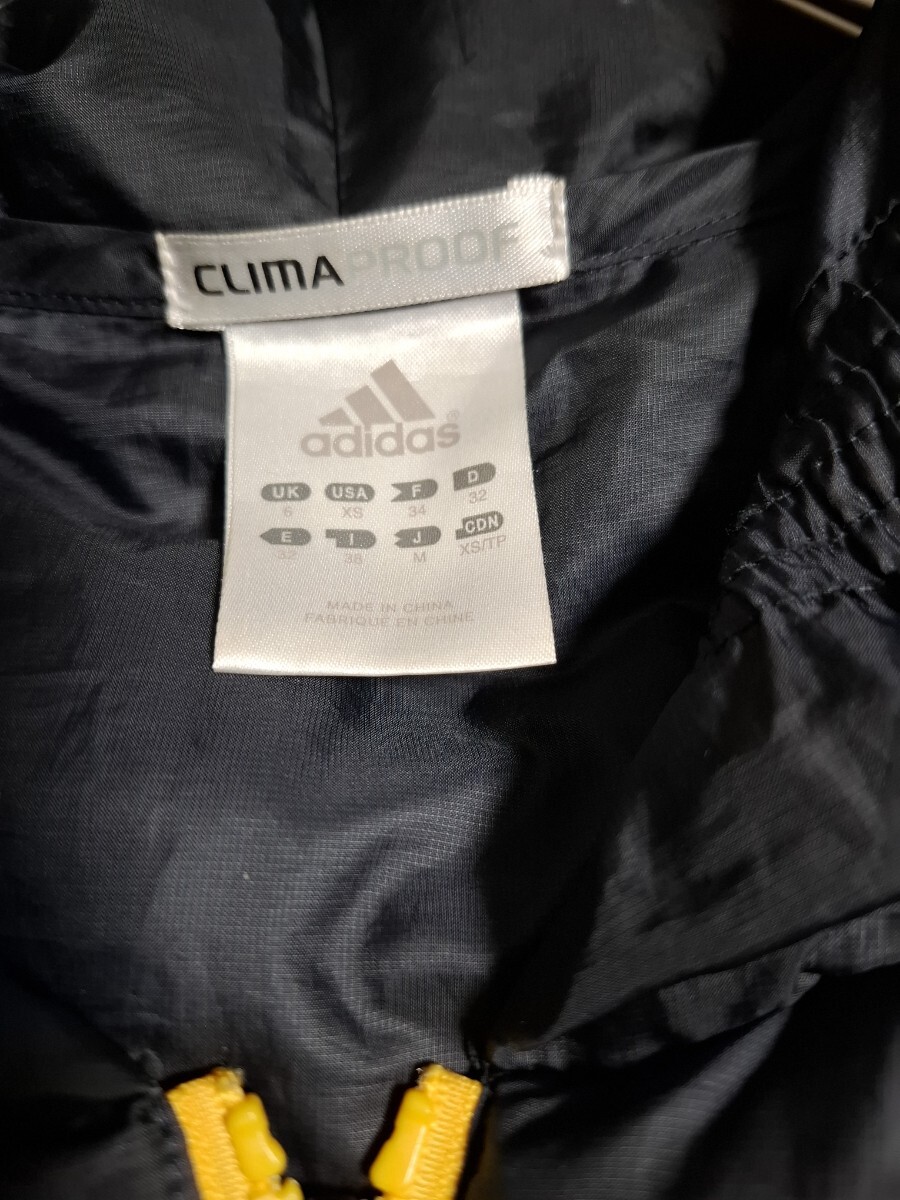 CLIMAPROOF
adidas®
UK USA F D
6 XS 34 32
E I J CDN
32 38 M XS/TP
MADE IN CHINA
FABRIQUE EN CHINE